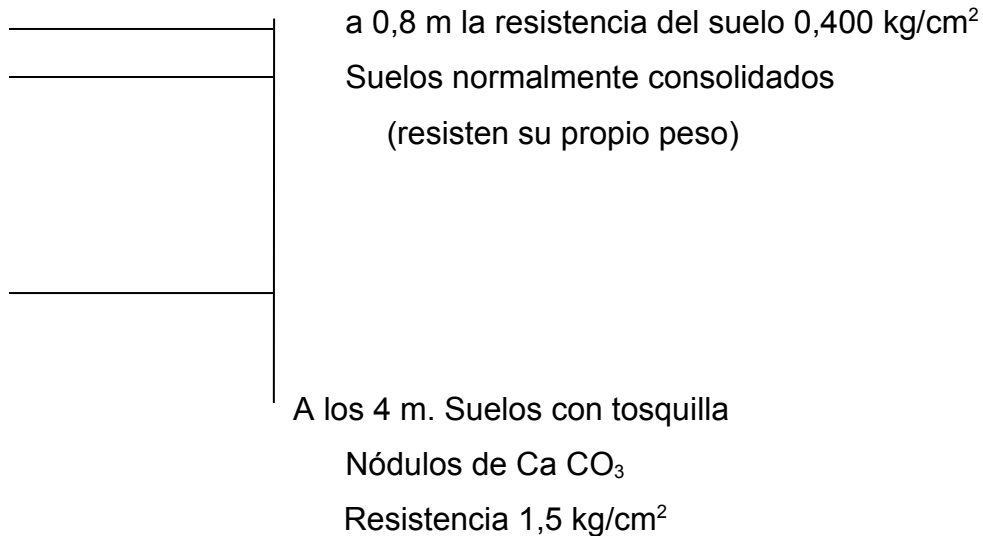 a 0,8 m la resistencia del suelo 0,400 kg/cm²
Suelos normalmente consolidados
(resisten su propio peso)
A los 4 m. Suelos con tosquilla
Nódulos de Ca CO₃
Resistencia 1,5 kg/cm²